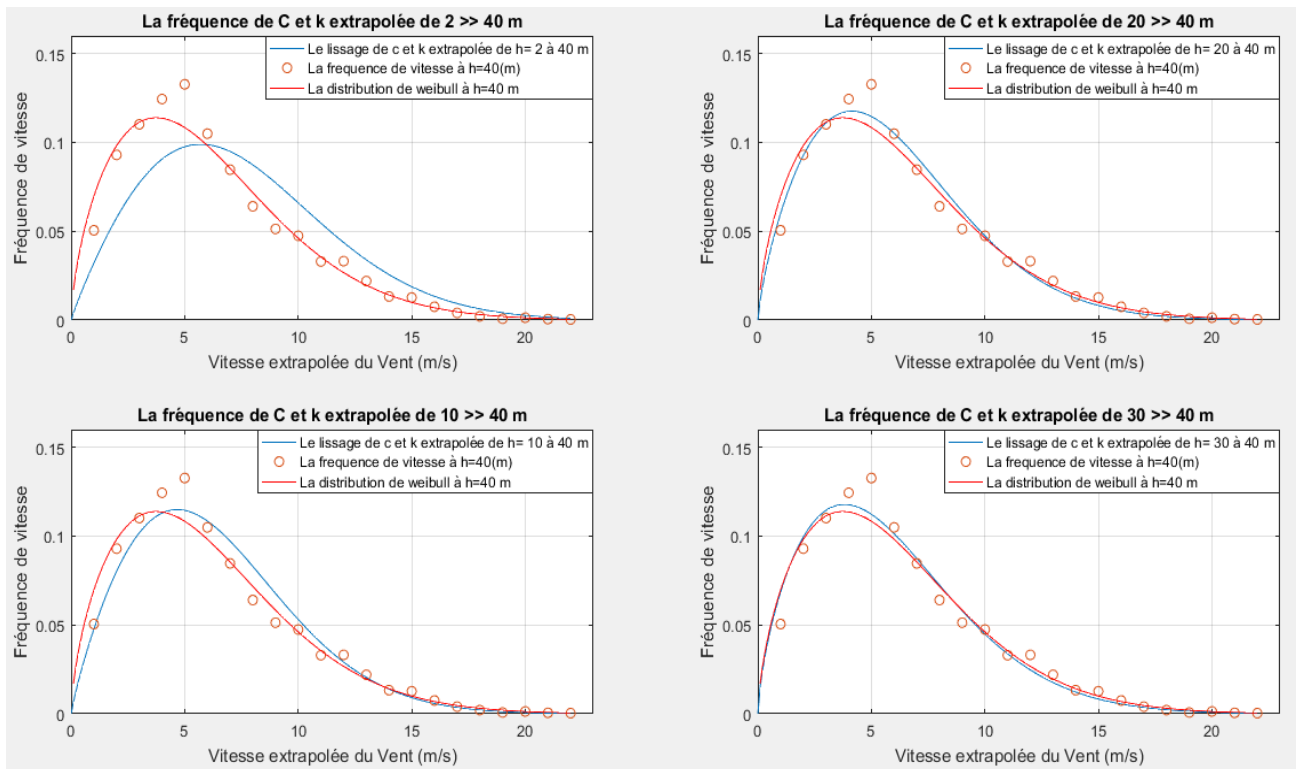 La fréquence de C et k extrapolée de 2 >> 40 m
Le lissage de c et k extrapolée de h= 2 à 40 m
La frequence de vitesse à h=40(m)
La distribution de weibull à h=40 m
Fréquence de vitesse
0.15
0.1
0.05
0
0 5 10 15 20
Vitesse extrapolée du Vent (m/s)
La fréquence de C et k extrapolée de 20 >> 40 m
Le lissage de c et k extrapolée de h= 20 à 40 m
La frequence de vitesse à h=40(m)
La distribution de weibull à h=40 m
Fréquence de vitesse
0.15
0.1
0.05
0
0 5 10 15 20
Vitesse extrapolée du Vent (m/s)
La fréquence de C et k extrapolée de 10 >> 40 m
Le lissage de c et k extrapolée de h= 10 à 40 m
La frequence de vitesse à h=40(m)
La distribution de weibull à h=40 m
Fréquence de vitesse
0.15
0.1
0.05
0
0 5 10 15 20
Vitesse extrapolée du Vent (m/s)
La fréquence de C et k extrapolée de 30 >> 40 m
Le lissage de c et k extrapolée de h= 30 à 40 m
La frequence de vitesse à h=40(m)
La distribution de weibull à h=40 m
Fréquence de vitesse
0.15
0.1
0.05
0
0 5 10 15 20
Vitesse extrapolée du Vent (m/s)